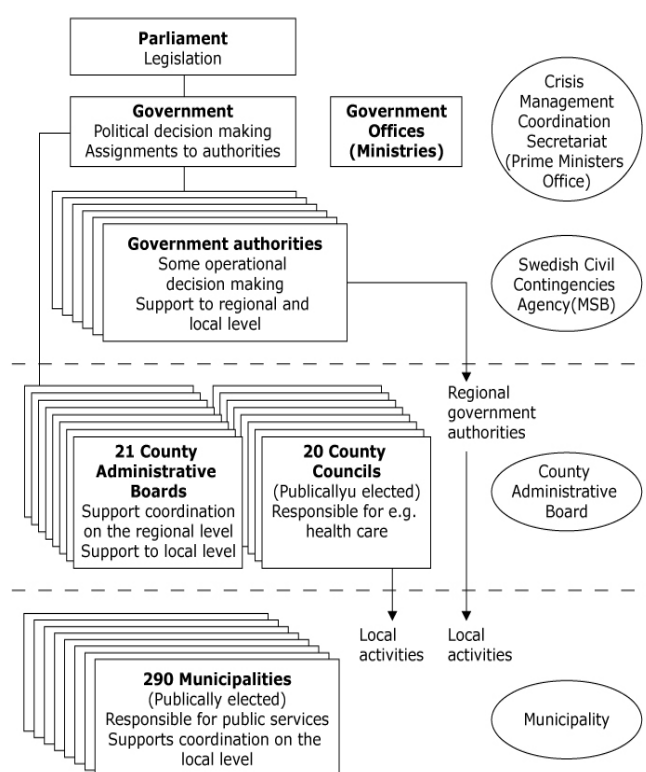 Parliament
Legislation
Government
Political decision making
Assignments to authorities
Government
Offices
(Ministries)
Crisis
Management
Coordination
Secretariat
(Prime Ministers
Office)
Government authorities
Some operational
decision making
Support to regional and
local level
Swedish Civil
Contingencies
Agency(MSB)
21 County
Administrative
Boards
Support coordination
on the regional level
Support to local level
20 County
Councils
(Publicallyu elected)
Responsible for e.g.
health care
Regional
government
authorities
County
Administrative
Board
Local
activities
Local
activities
290 Municipalities
(Publically elected)
Responsible for public services
Supports coordination on the
local level
Municipality